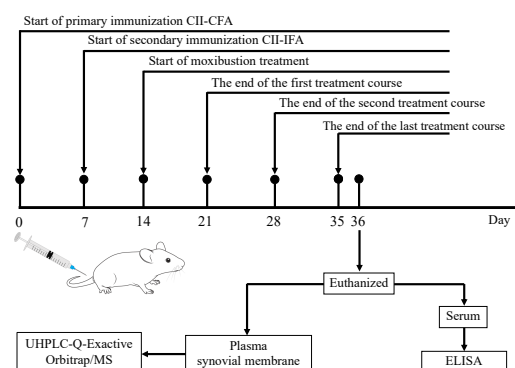 Start of primary immunization CII-CFA
Start of secondary immunization CII-IFA
Start of moxibustion treatment
The end of the first treatment course
The end of the second treatment course
The end of the last treatment course
0 7 14 21 28 35 36 Day
Euthanized
Serum
UHPLC-Q-Exactive
Orbitrap/MS
Plasma
synovial membrane
ELISA